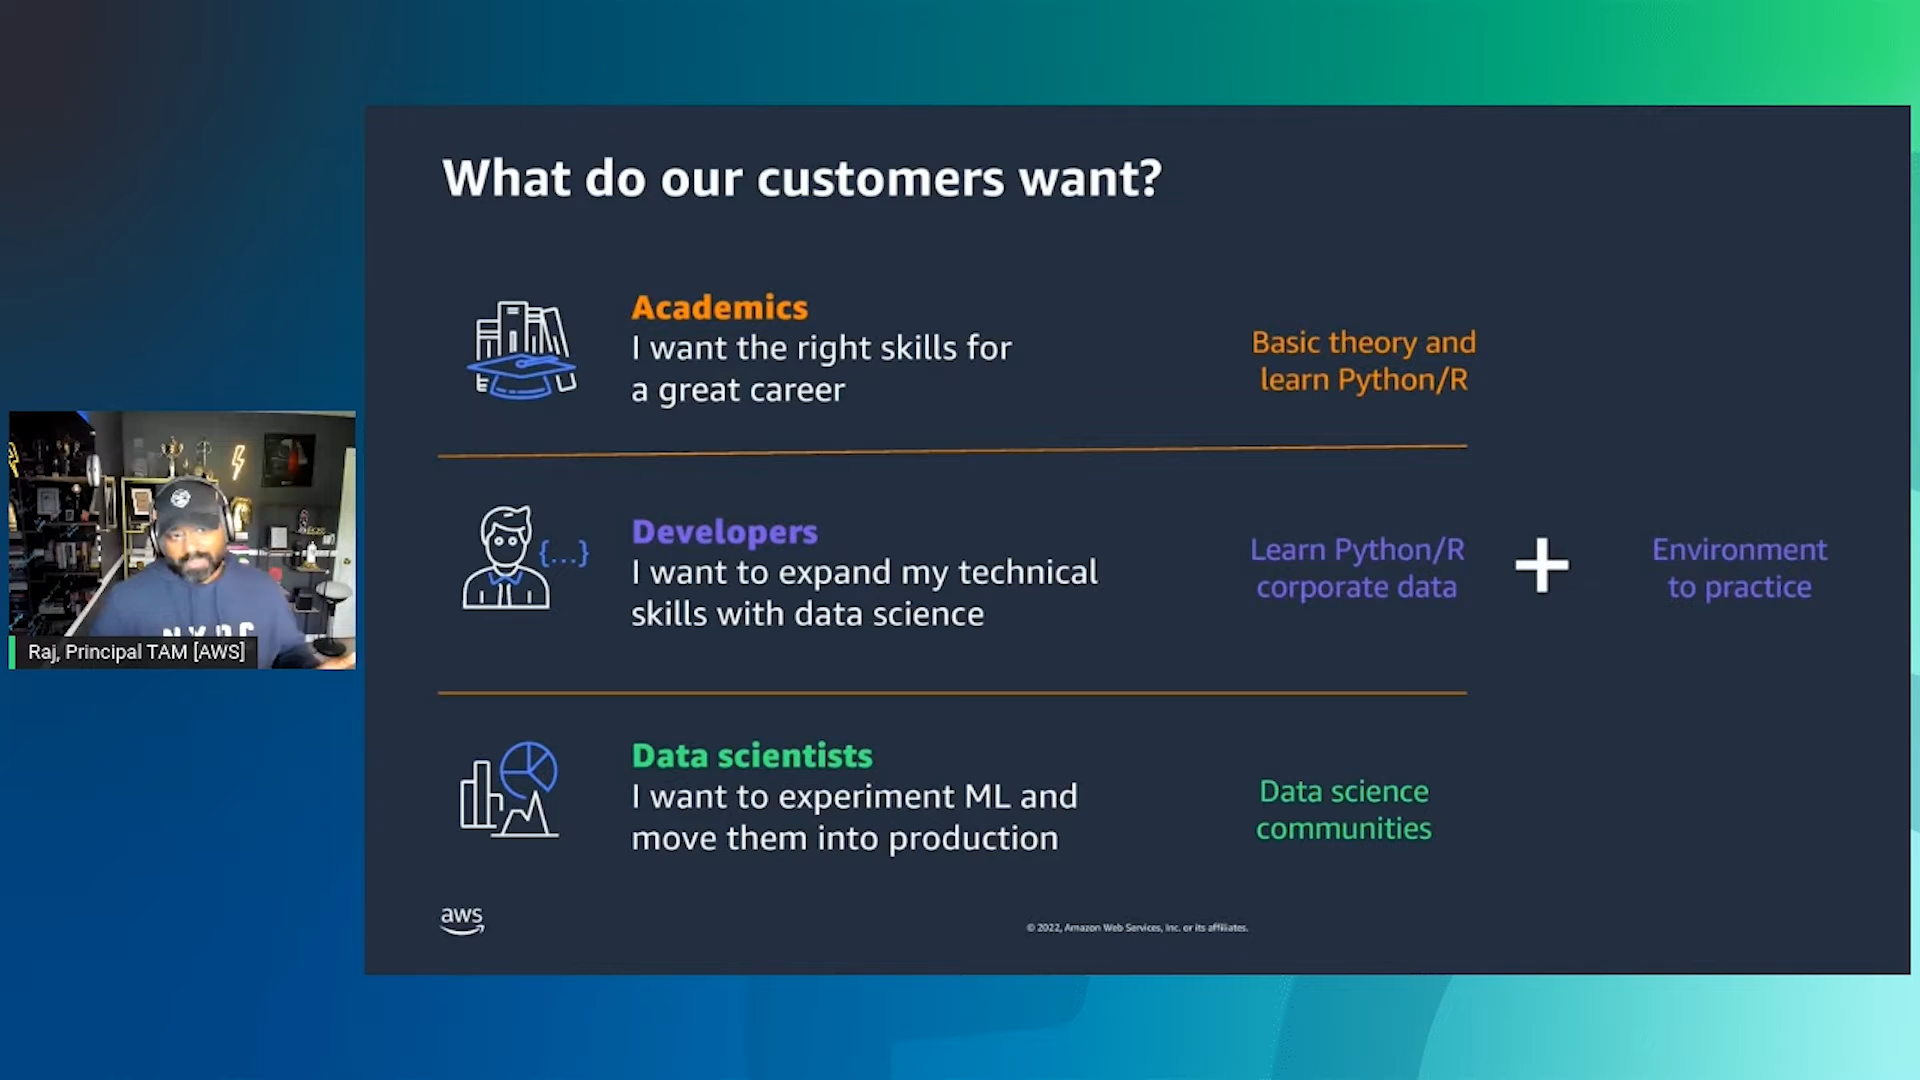 What do our customers want?
Academics
I want the right skills for
a great career
Basic theory and
learn Python/R
Developers
{...}
I want to expand my technical
skills with data science
Learn Python/R
corporate data
+
Environment
to practice
Data scientists
I want to experiment ML and
move them into production
Data science
communities
aws
© 2022, Amazon Web Services, Inc. or its affiliates.
Raj, Principal TAM [AWS]